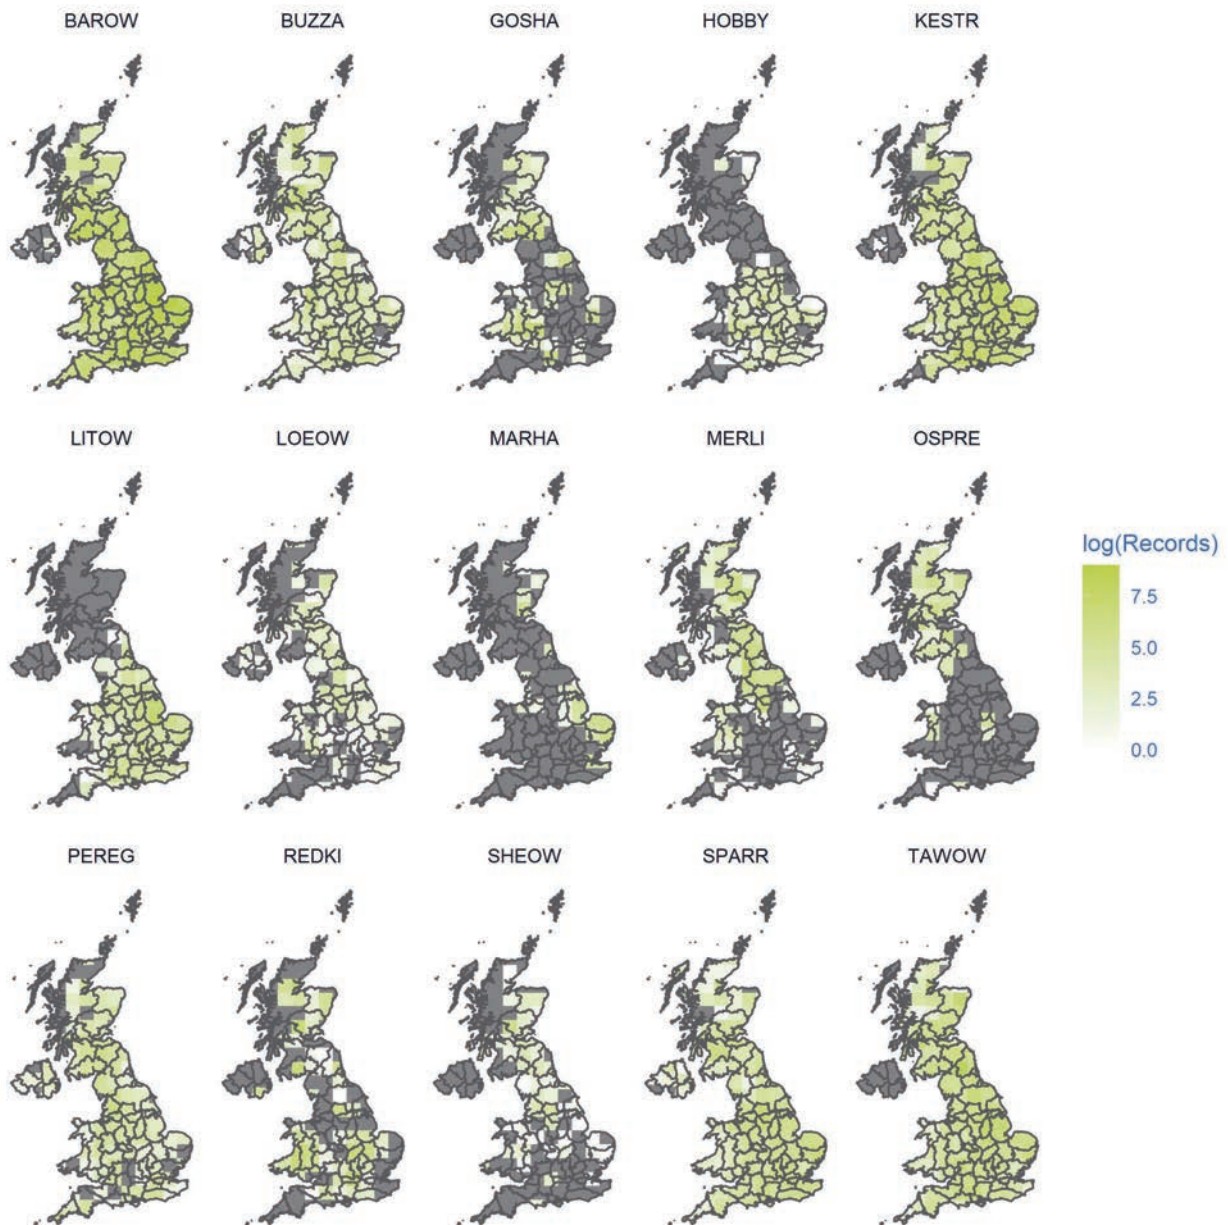 BAROW BUZZA GOSHA HOBBY KESTR
LITOW LOEOW MARHA MERLI OSPRE
log(Records)
7.5
5.0
2.5
0.0
PEREG REDKI SHEOW SPARR TAWOW